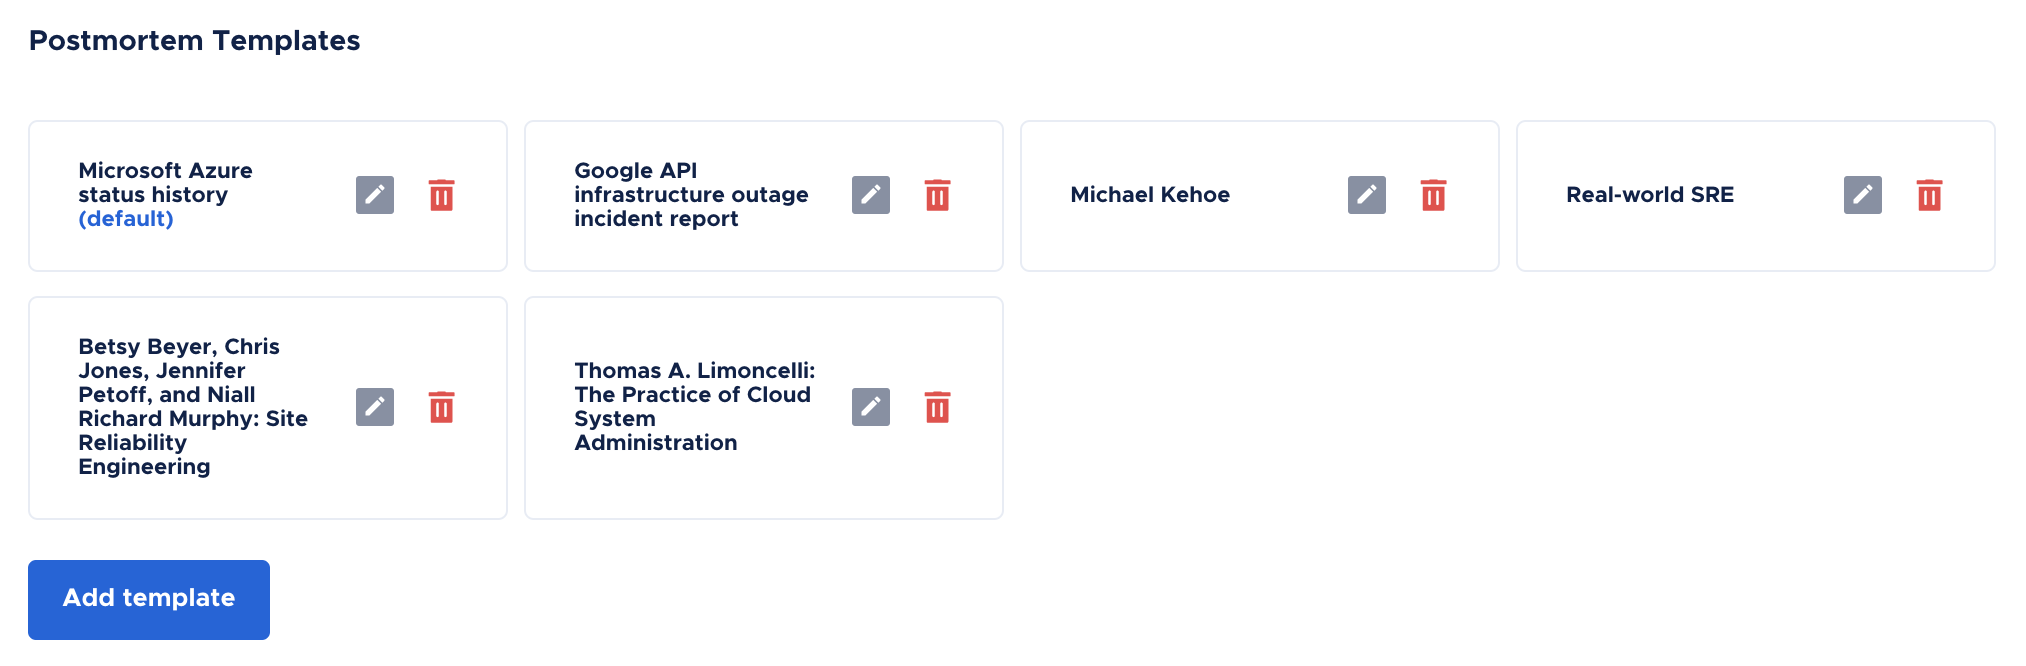 Postmortem Templates
Microsoft Azure
status history
(default)
Google API
infrastructure outage
incident report
Michael Kehoe
Real-world SRE
Betsy Beyer, Chris
Jones, Jennifer
Petoff, and Niall
Richard Murphy: Site
Reliability
Engineering
Thomas A. Limoncelli:
The Practice of Cloud
System
Administration
Add template